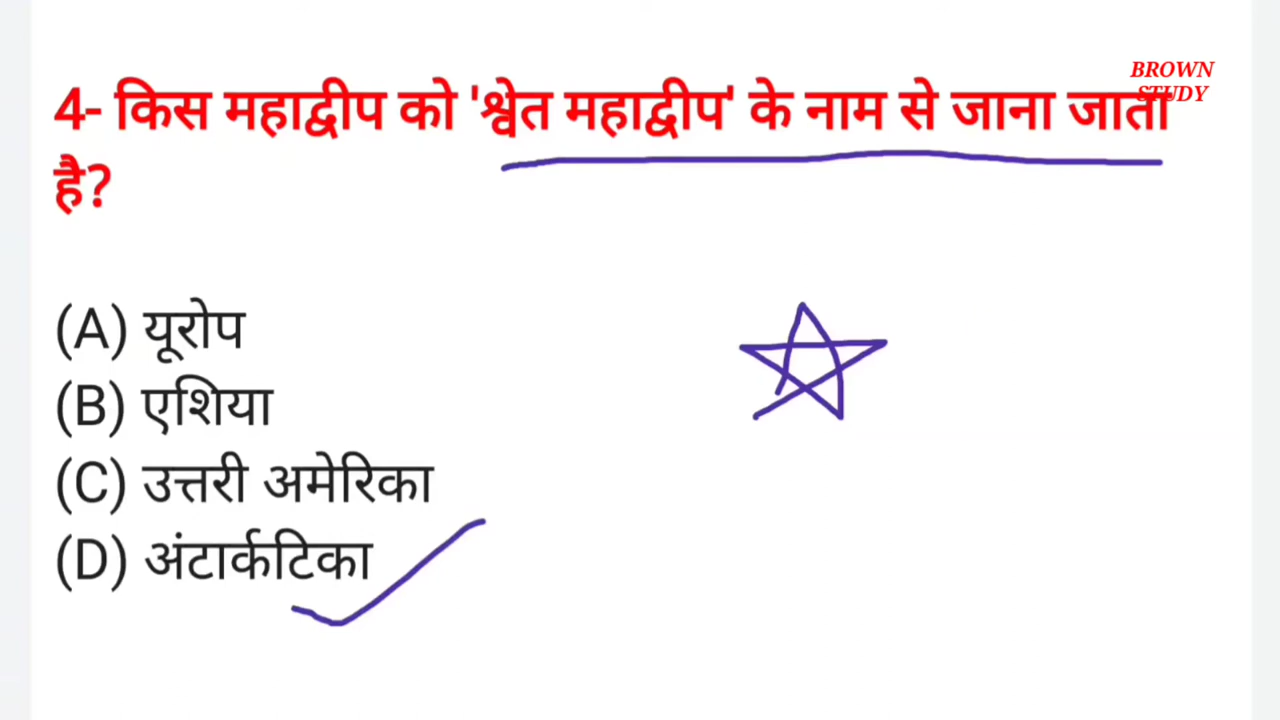 BROWN
STUDY
4- किस महाद्वीप को 'श्वेत महाद्वीप' के नाम से जाना जाता
है?
(A) यूरोप
(B) एशिया
(C) उत्तरी अमेरिका
(D) अंटार्कटिका